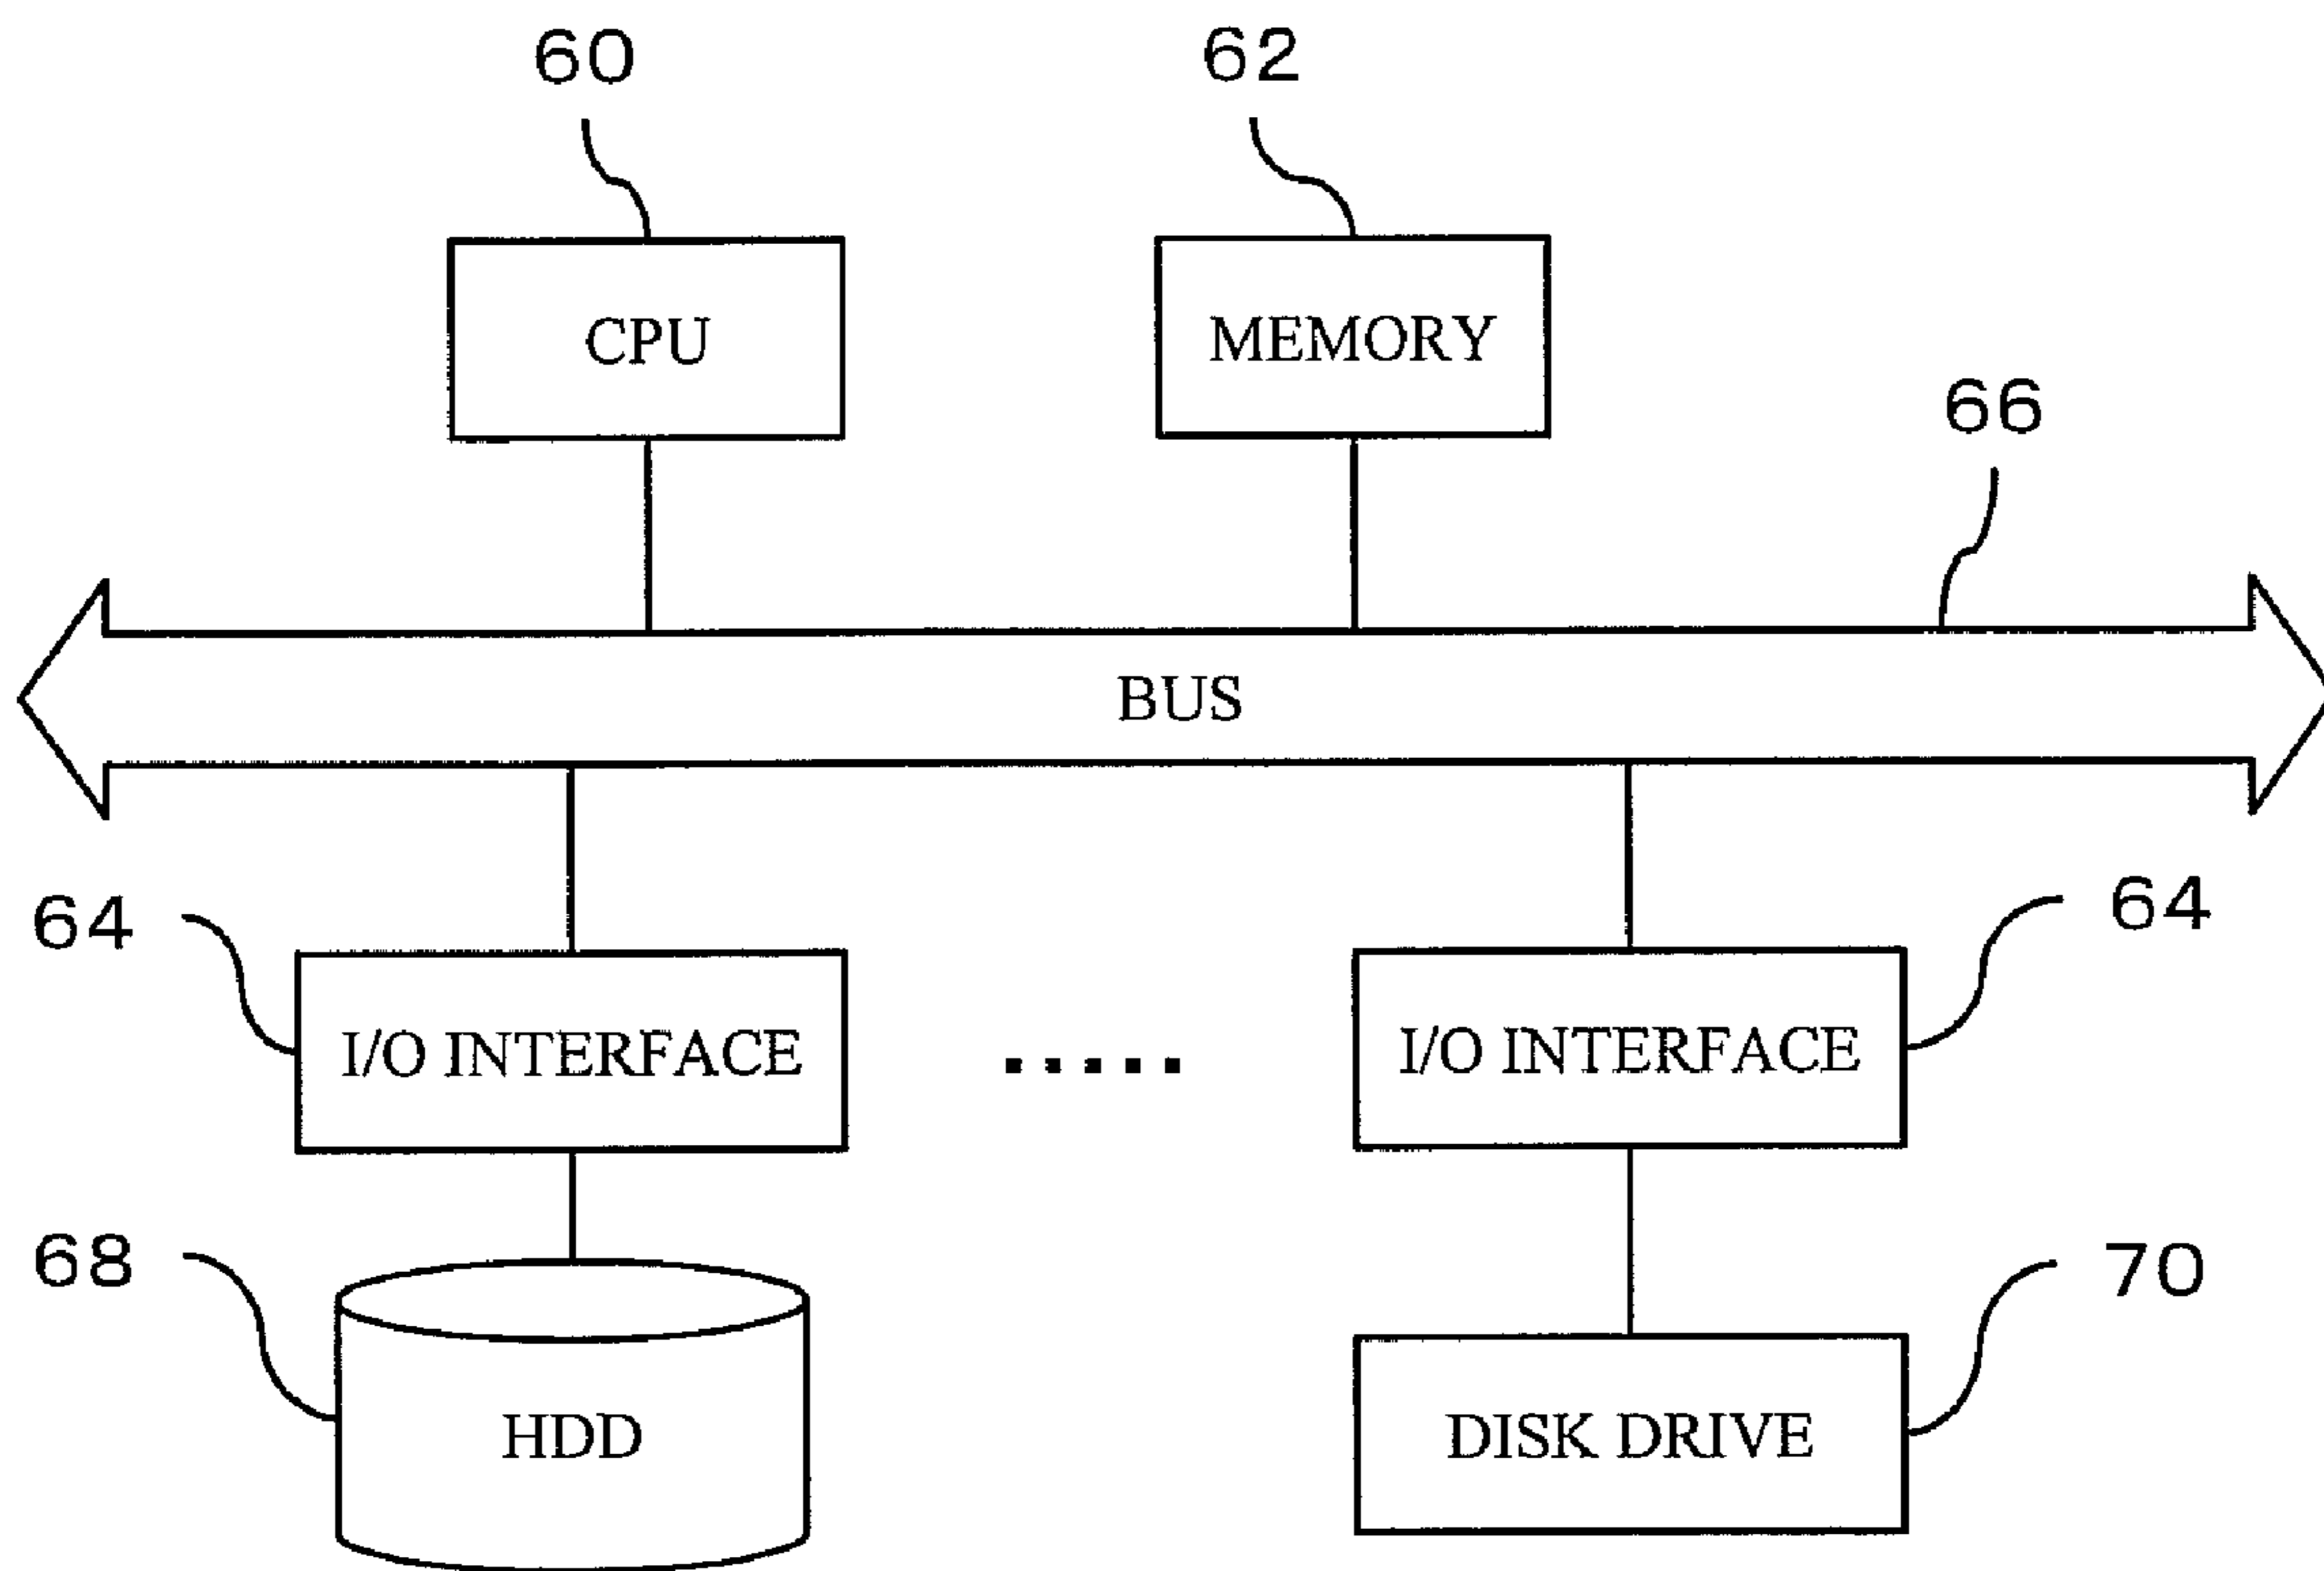 60
62
CPU
MEMORY
66
BUS
64
64
I/O INTERFACE
.....
I/O INTERFACE
68
70
HDD
DISK DRIVE